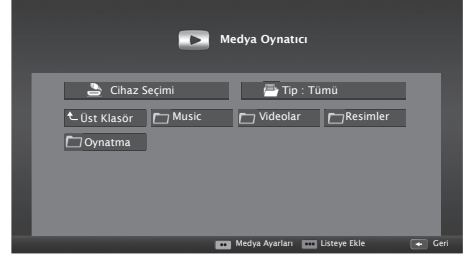 Medya Oynatıcı
Cihaz Seçimi Tip : Tümü
Üst Klasör Music Videolar Resimler
Oynatma
Medya Ayarları Listeye Ekle Geri